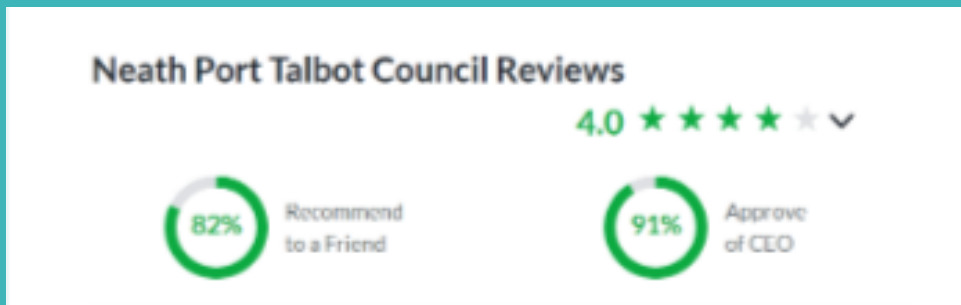 Neath Port Talbot Council Reviews
4.0
82%
Recommend
to a Friend
91%
Approve
of CEO